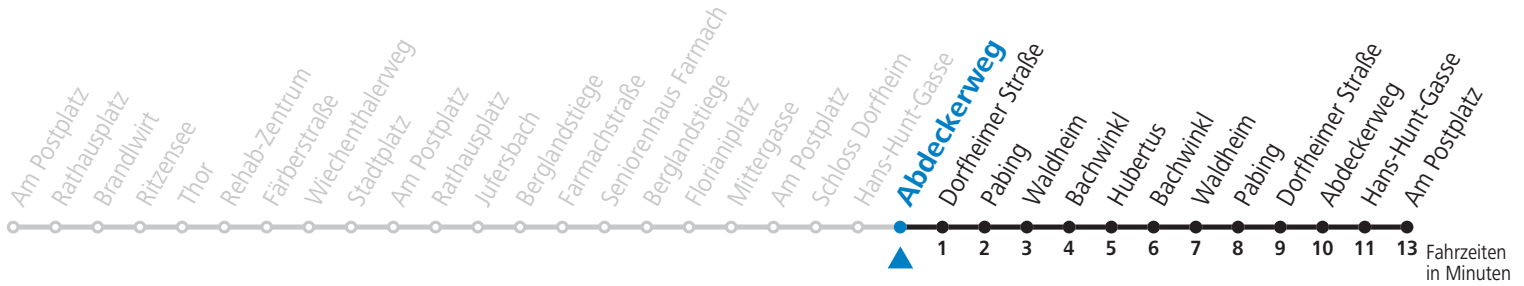 Am Postplatz
Rathausplatz
Brandlwirt
Ritzensee
Thor
Rehab-Zentrum
Färberstraße
Wiechenthalerweg
Stadtplatz
Am Postplatz
Rathausplatz
Jufersbach
Berglandstiege
Farmachstraße
Seniorenhaus Farmach
Berglandstiege
Florianiplatz
Mittergasse
Am Postplatz
Schloss Dorfheim
Hans-Hunt-Gasse
Abdeckerweg
Dorfheimer Straße
Pabing
Waldheim
Bachwinkl
Hubertus
Bachwinkl
Waldheim
Pabing
Dorfheimer Straße
Abdeckerweg
Hans-Hunt-Gasse
Am Postplatz
1 2 3 4 5 6 7 8 9 10 11 13
Fahrzeiten
in Minuten